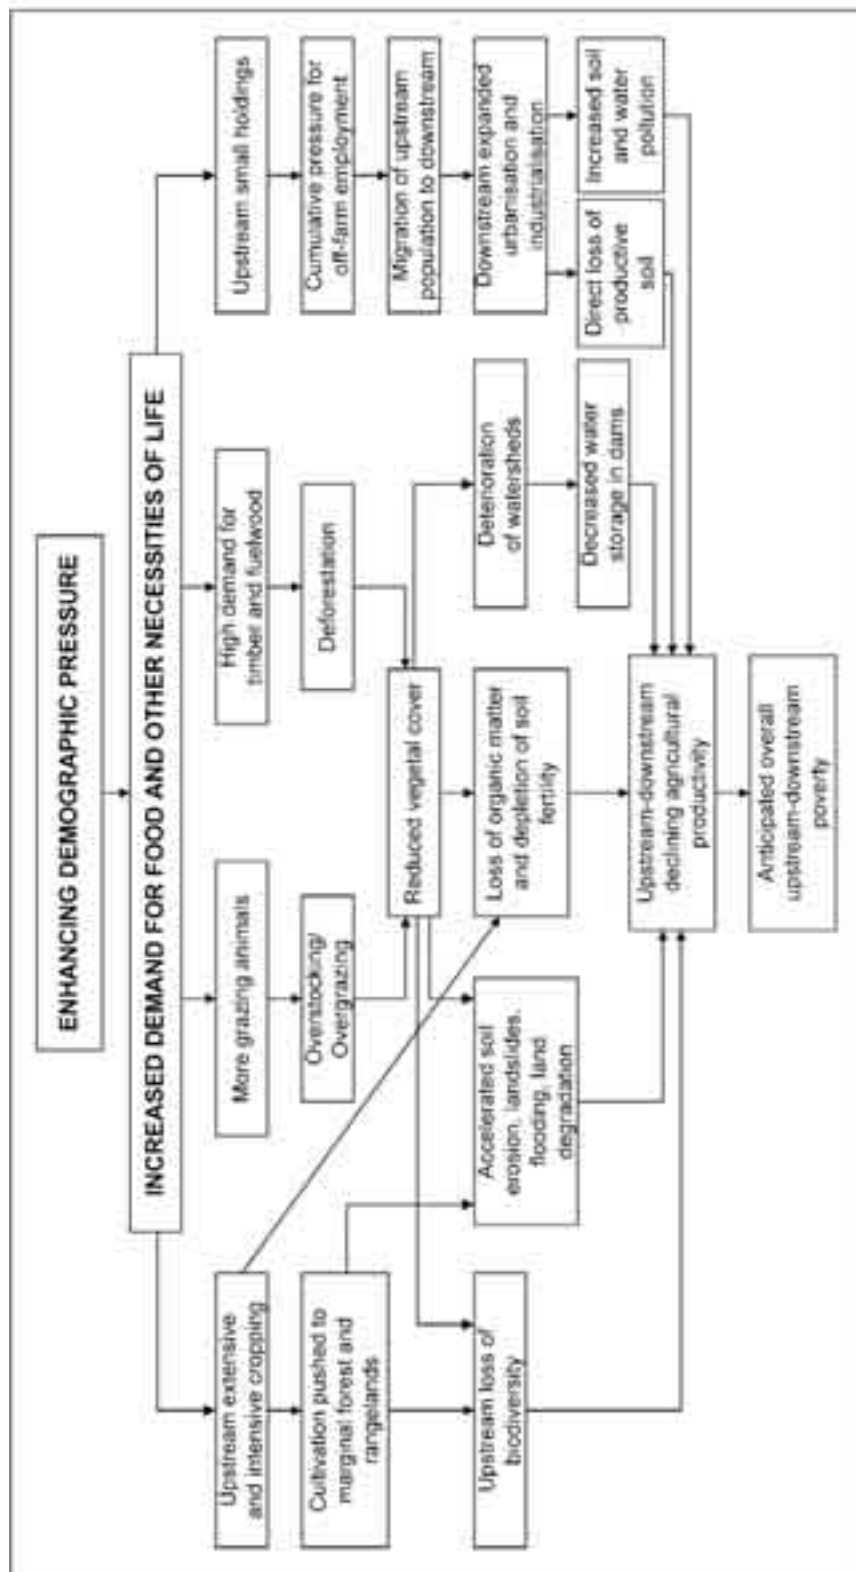 ENHANCING DEMOGRAPHIC PRESSURE
INCREASED DEMAND FOR FOOD AND OTHER NECESSITIES OF LIFE
Upstream extensive
and intensive cropping
More grazing animals
High demand for
timber and fuelwood
Upstream small holdings
Cultivation pushed to
marginal forest and
rangelands
Overstocking/
Overgrazing
Deforestation
Cumulative pressure for
off-farm employment
Reduced vegetal cover
Migration of upstream
population to downstream
Upstream loss of
biodiversity
Accelerated soil
erosion, landslides,
flooding, land
degradation
Loss of organic matter
and depletion of soil
fertility
Deterioration
of watersheds
Downstream expanded
urbanisation and
industrialisation
Decreased water
storage in dams
Direct loss of
productive
soil
Increased soil
and water
pollution
Upstream-downstream
declining agricultural
productivity
Anticipated overall
upstream-downstream
poverty